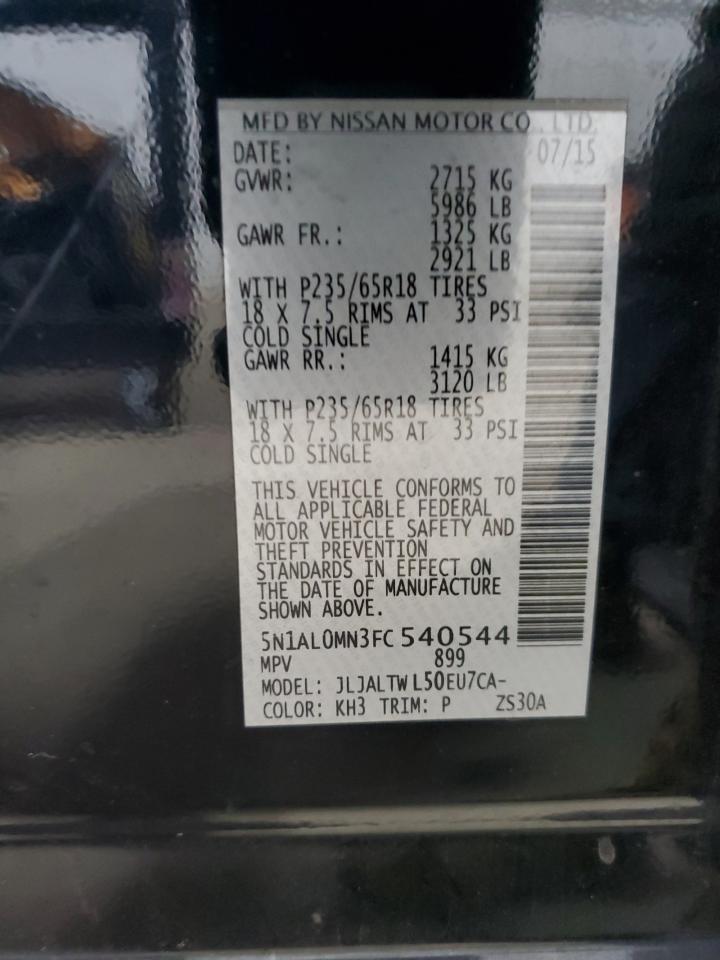 MFD BY NISSAN MOTOR CO., LTD.
DATE: 07/15
GVWR: 2715 KG
5986 LB
GAWR FR.: 1325 KG
2921 LB
WITH P235/65R18 TIRES
18 X 7.5 RIMS AT 33 PSI
COLD SINGLE
GAWR RR.: 1415 KG
3120 LB
WITH P235/65R18 TIRES
18 X 7.5 RIMS AT 33 PSI
COLD SINGLE
THIS VEHICLE CONFORMS TO
ALL APPLICABLE FEDERAL
MOTOR VEHICLE SAFETY AND
THEFT PREVENTION
STANDARDS IN EFFECT ON
THE DATE OF MANUFACTURE
SHOWN ABOVE.
5N1AL0MN3FC540544
MPV 899
MODEL: JLJALTWL50EU7CA-
COLOR: KH3 TRIM: P ZS30A